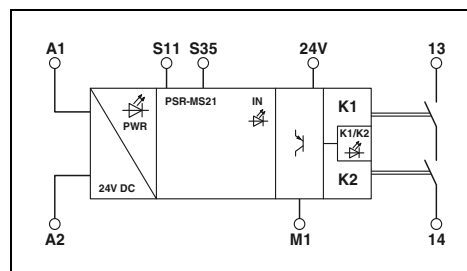 A1 S11 S35 24V 13
PSR-MS21 IN K1
PWR K1/K2
24V DC K2
A2 M1 14